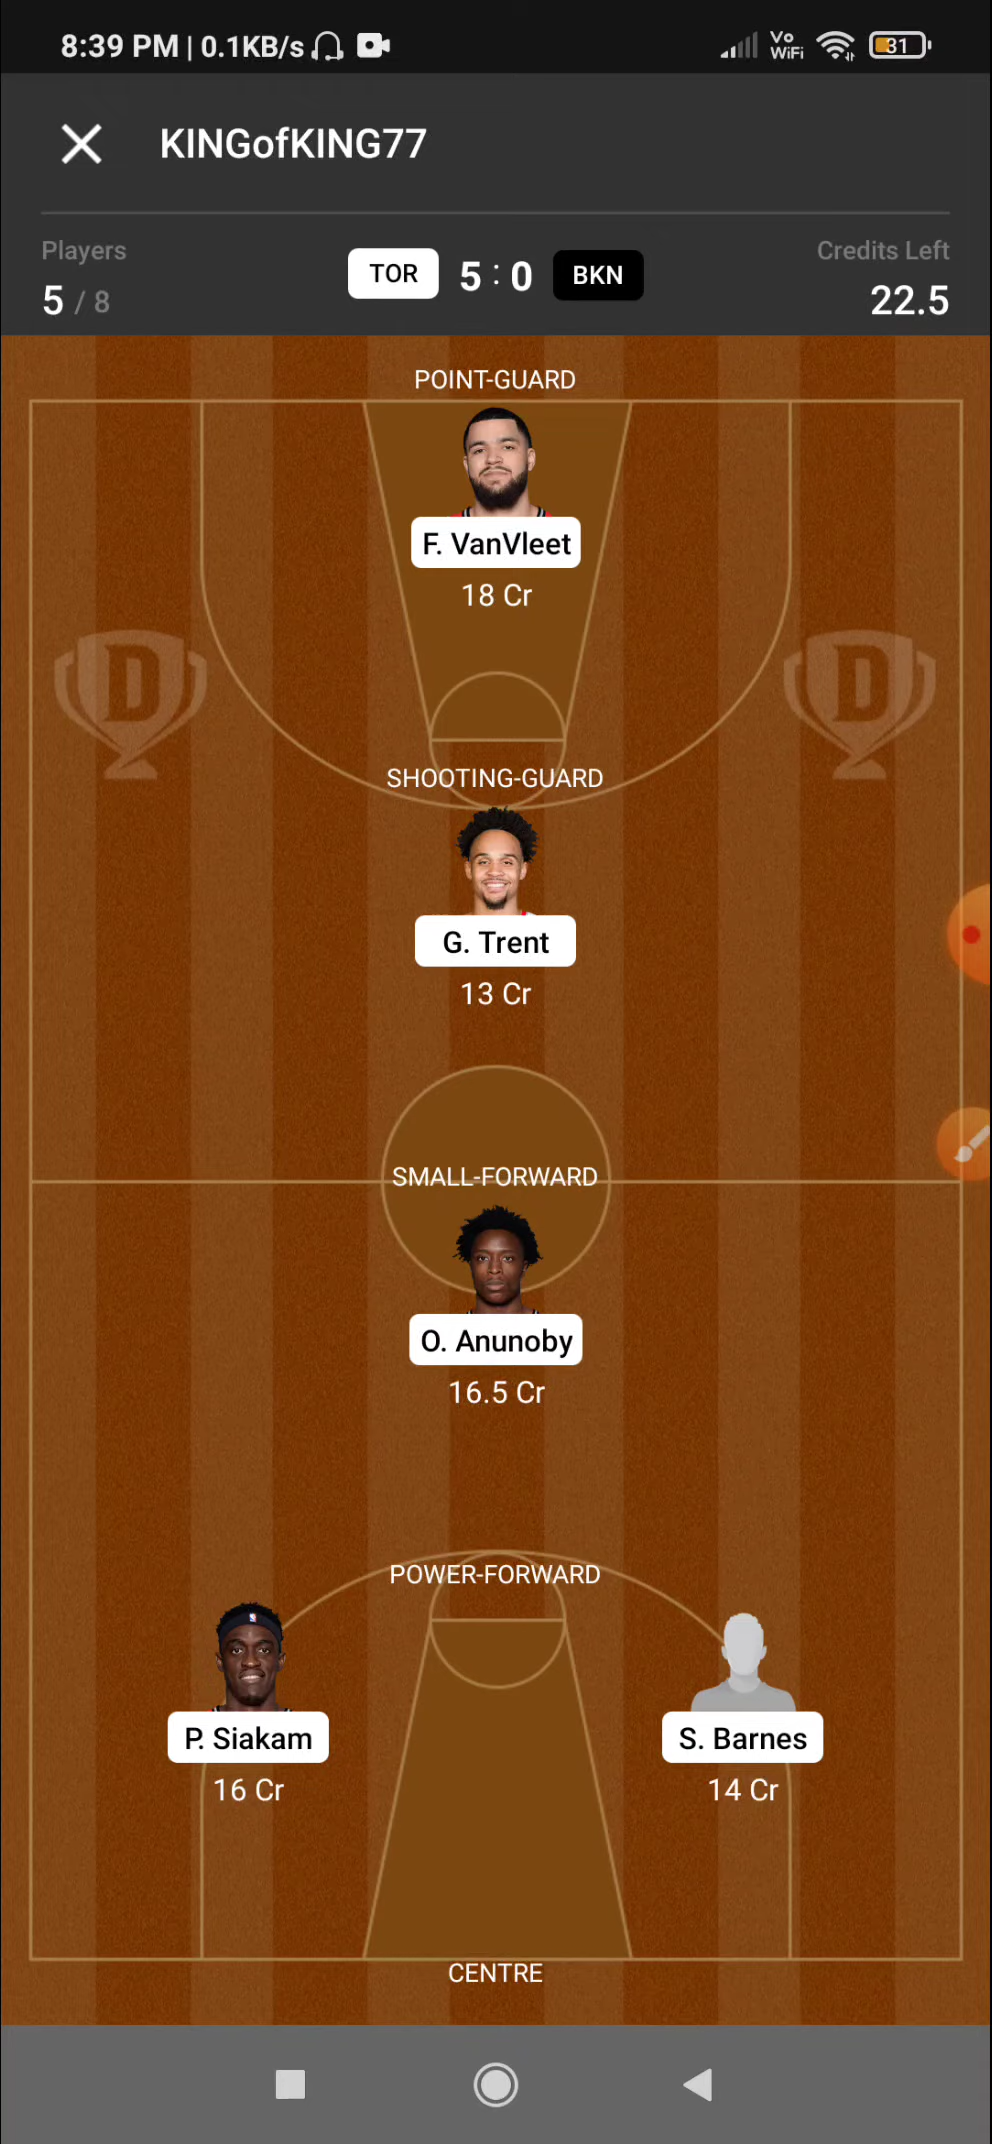 8:39 PM | 0.1KB/s Vo WiFi 31
KINGofKING77
Players Credits Left
5 / 8 TOR 5 : 0 BKN 22.5
POINT-GUARD
F. VanVleet
18 Cr
D D
SHOOTING-GUARD
G. Trent
13 Cr
SMALL-FORWARD
O. Anunoby
16.5 Cr
POWER-FORWARD
P. Siakam S. Barnes
16 Cr 14 Cr
CENTRE